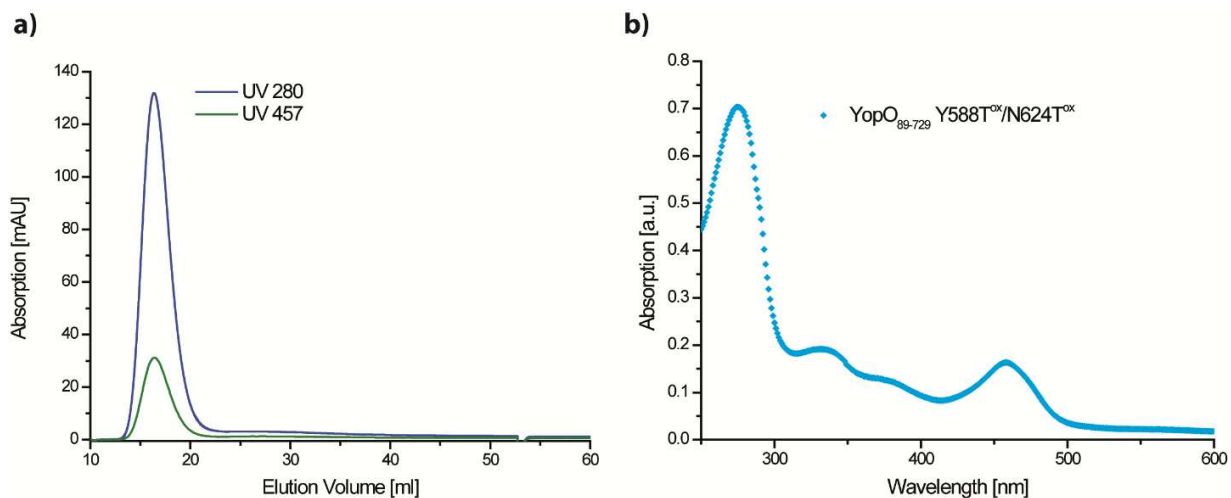 a)
140
120
100
80
60
40
20
0
Absorption [mAU]
UV 280
UV 457
10 20 30 40 50 60
Elution Volume [ml]
b)
0.8
0.7
0.6
0.5
0.4
0.3
0.2
0.1
0.0
Absorption [a.u.]
YopO89-729 Y588Tox/N624Tox
300 400 500 600
Wavelength [nm]